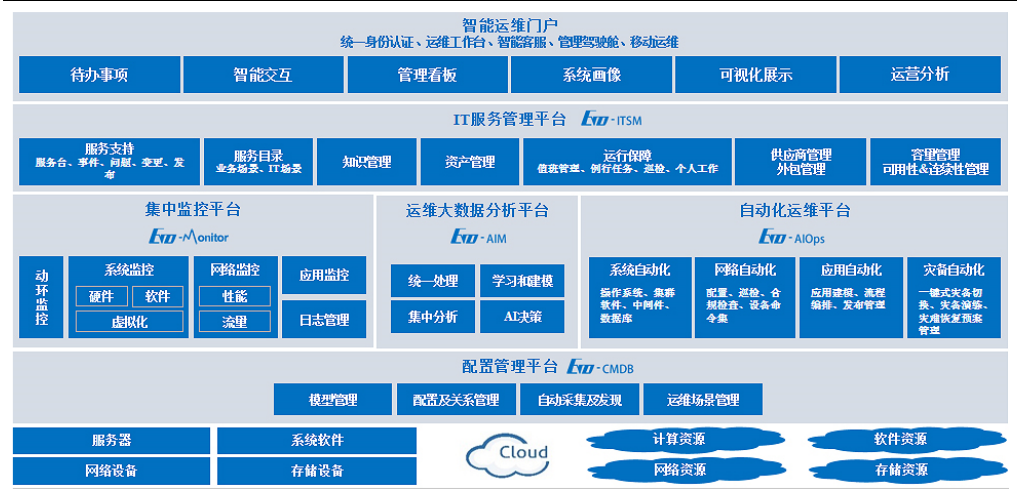 智能运维门户
统一身份认证、运维工作台、智能客服、管理驾驶舱、移动运维
待办事项
智能交互
管理看板
系统画像
可视化展示
运营分析
IT服务管理平台 Evo-ITSM
服务支持
服务台、事件、问题、变更、发
布
服务目录
业务场景、IT场景
知识管理
资产管理
运行保障
值班管理、例行任务、巡检、个人工作
供应商管理
外包管理
容量管理
可用性&连续性管理
集中监控平台
Evo-Monitor
动
环
监
控
系统监控
硬件
软件
虚拟化
网络监控
性能
流量
应用监控
日志管理
运维大数据分析平台
Evo-AIM
统一处理
学习和建模
集中分析
AI决策
自动化运维平台
Evo-AIOps
系统自动化
操作系统、集群
软件、中间件、
数据库
网络自动化
配置、巡检、合
规检查、设备命
令集
应用自动化
应用建模、流程
编排、发布管理
灾备自动化
一键式灾备切
换、灾备演练、
灾难恢复预案
管理
配置管理平台 Evo-CMDB
模型管理
配置及关系管理
自动采集及发现
运维场景管理
服务器
系统软件
网络设备
存储设备
Cloud
计算资源
软件资源
网络资源
存储资源